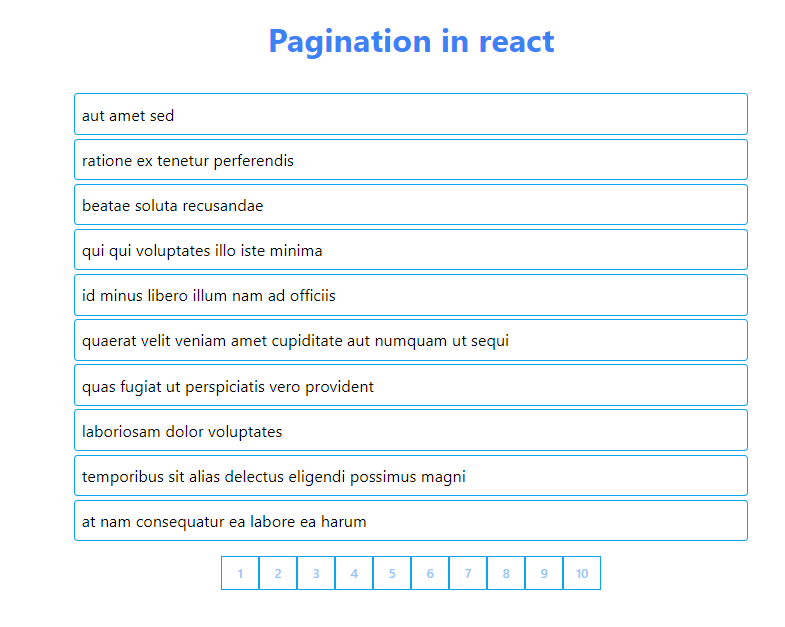 Pagination in react
aut amet sed
ratione ex tenetur perferendis
beatae soluta recusandae
qui qui voluptates illo iste minima
id minus libero illum nam ad officiis
quaerat velit veniam amet cupiditate aut numquam ut sequi
quas fugiat ut perspiciatis vero provident
laboriosam dolor voluptates
temporibus sit alias delectus eligendi possimus magni
at nam consequatur ea labore ea harum
1 2 3 4 5 6 7 8 9 10